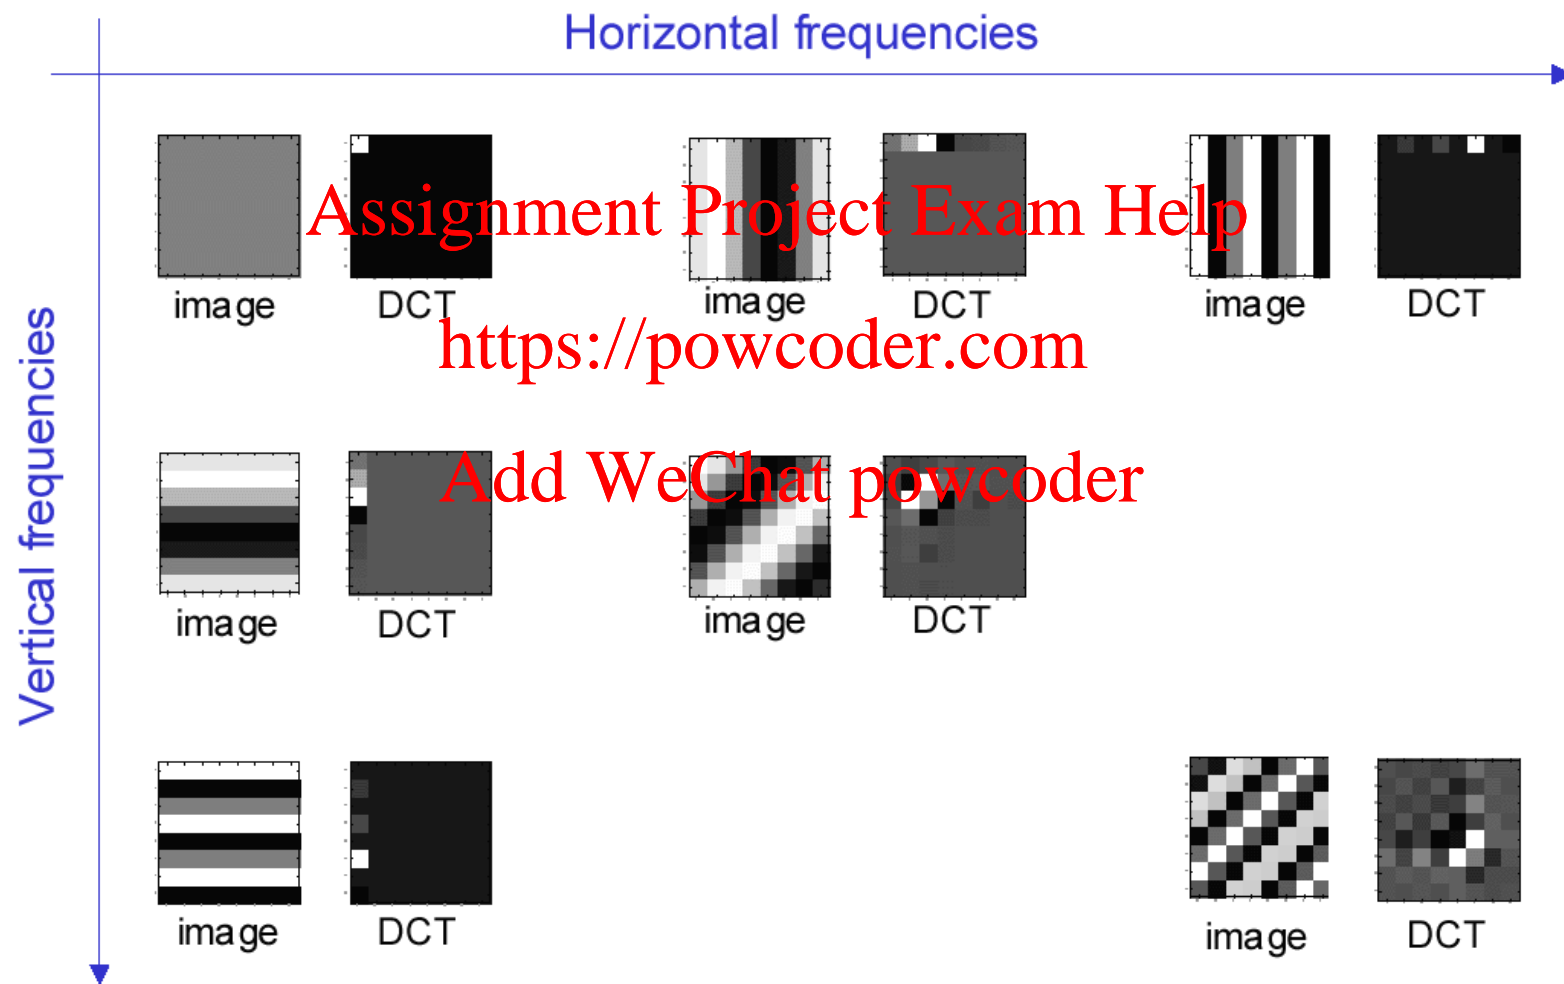 Horizontal frequencies
Assignment Project Exam Help
image DCT image DCT image DCT
https://powcoder.com
Vertical frequencies
Add WeChat powcoder
image DCT image DCT
image DCT image DCT